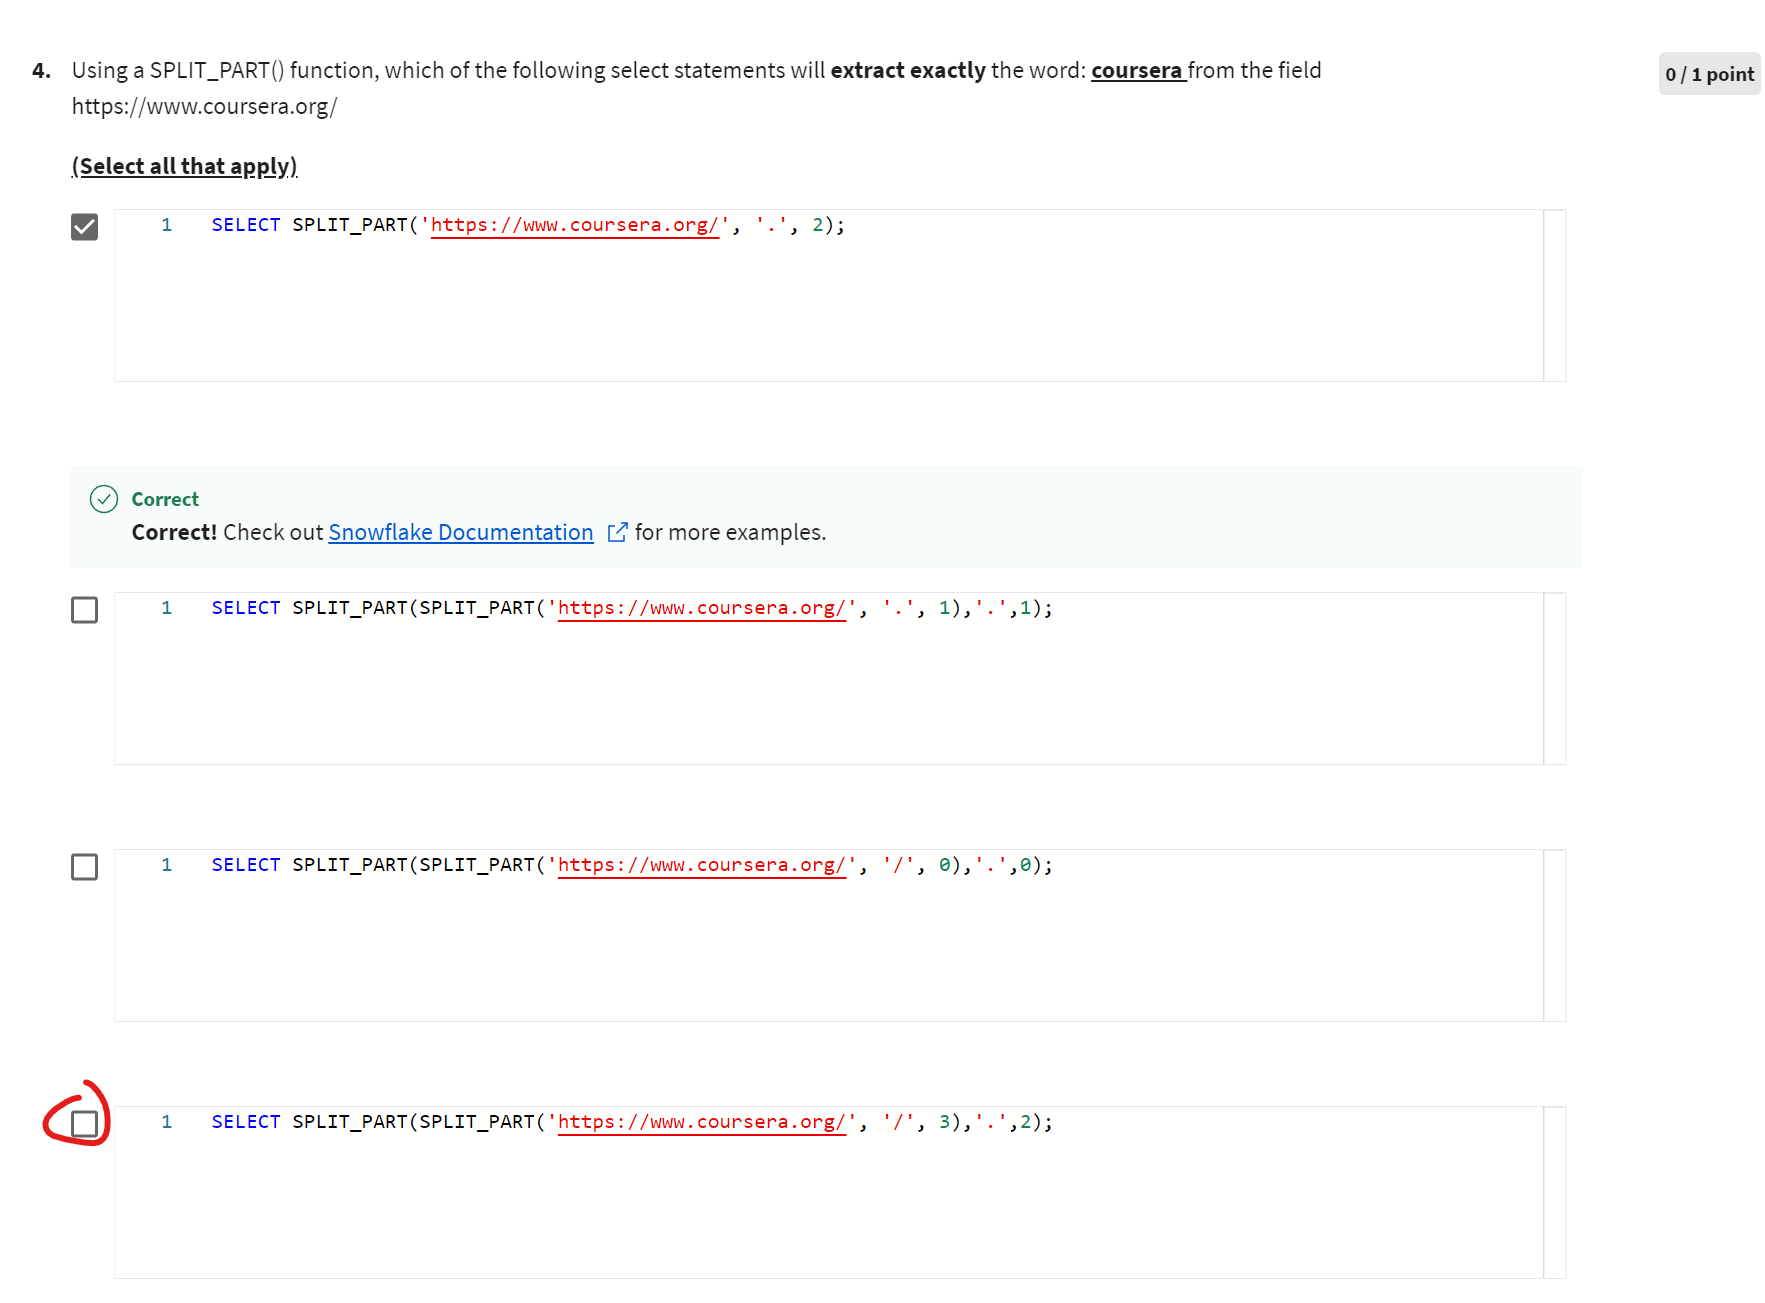 4. Using a SPLIT_PART() function, which of the following select statements will extract exactly the word: coursera from the field
https://www.coursera.org/
0 / 1 point
(Select all that apply)
1 SELECT SPLIT_PART('https://www.coursera.org/', '.', 2);
Correct
Correct! Check out Snowflake Documentation for more examples.
1 SELECT SPLIT_PART(SPLIT_PART('https://www.coursera.org/', '.', 1),'.',1);
1 SELECT SPLIT_PART(SPLIT_PART('https://www.coursera.org/', '/', 0),'.',0);
1 SELECT SPLIT_PART(SPLIT_PART('https://www.coursera.org/', '/', 3),'.',2);